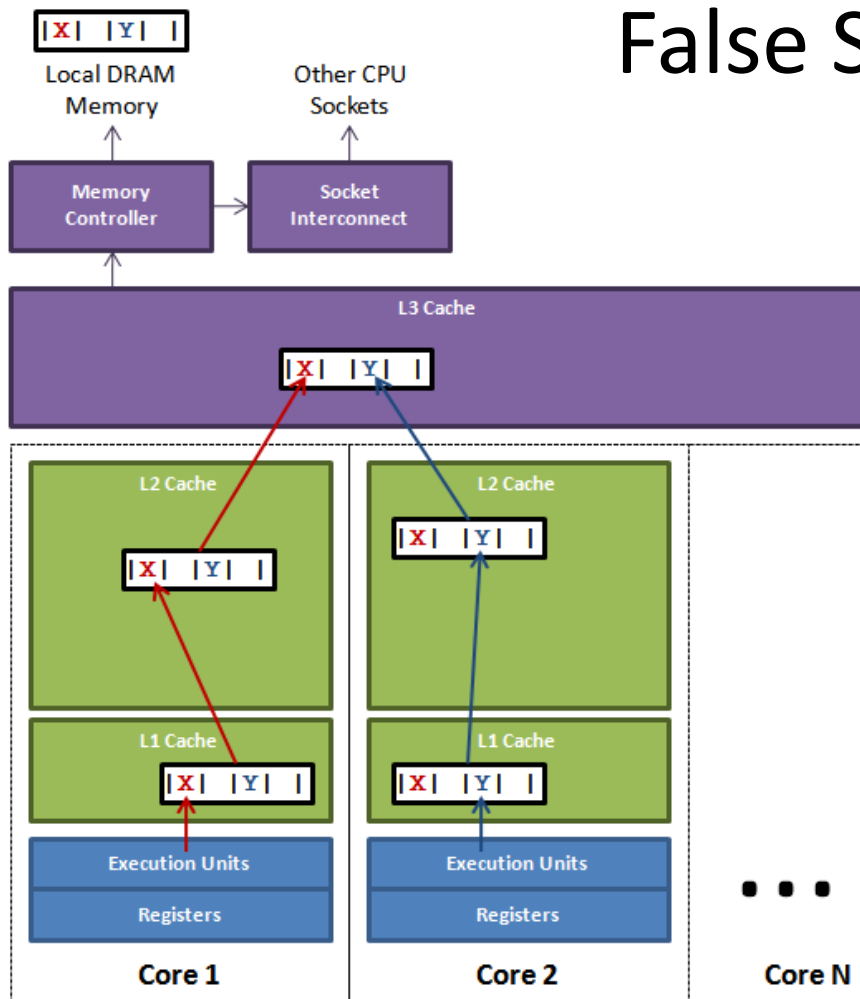 False S
|X| |Y| |
Local DRAM
Memory
Other CPU
Sockets
Memory
Controller
Socket
Interconnect
L3 Cache
|X| |Y| |
L2 Cache
L2 Cache
|X| |Y| |
|X| |Y| |
L1 Cache
L1 Cache
|X| |Y| |
|X| |Y| |
Execution Units
Execution Units
Registers
Registers
...
Core 1
Core 2
Core N